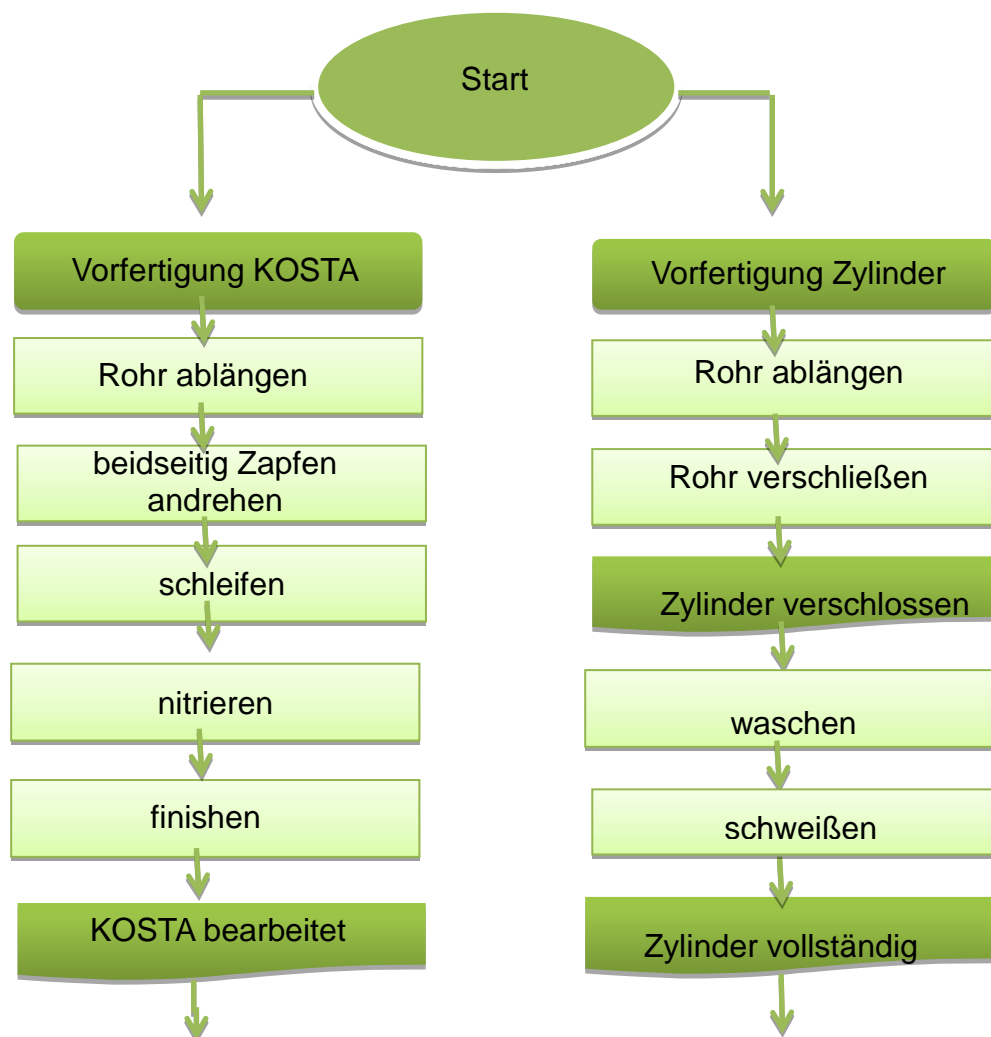 Start
Vorfertigung KOSTA
Rohr ablängen
beidseitig Zapfen
andrehen
schleifen
nitrieren
finishen
KOSTA bearbeitet
Vorfertigung Zylinder
Rohr ablängen
Rohr verschließen
Zylinder verschlossen
waschen
schweißen
Zylinder vollständig